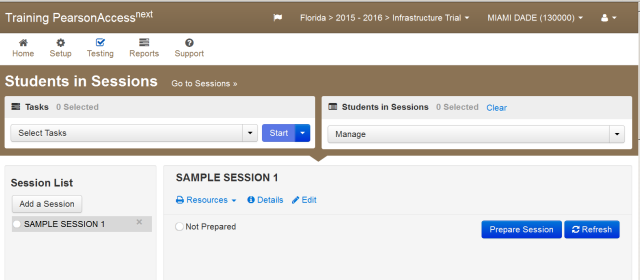 Training PearsonAccessnext
Florida > 2015 - 2016 > Infrastructure Trial
MIAMI DADE (130000)
Home
Setup
Testing
Reports
Support
Students in Sessions
Go to Sessions »
Tasks
0 Selected
Students in Sessions
0 Selected
Clear
Select Tasks
Start
Manage
Session List
Add a Session
SAMPLE SESSION 1
SAMPLE SESSION 1
Resources
Details
Edit
Not Prepared
Prepare Session
Refresh